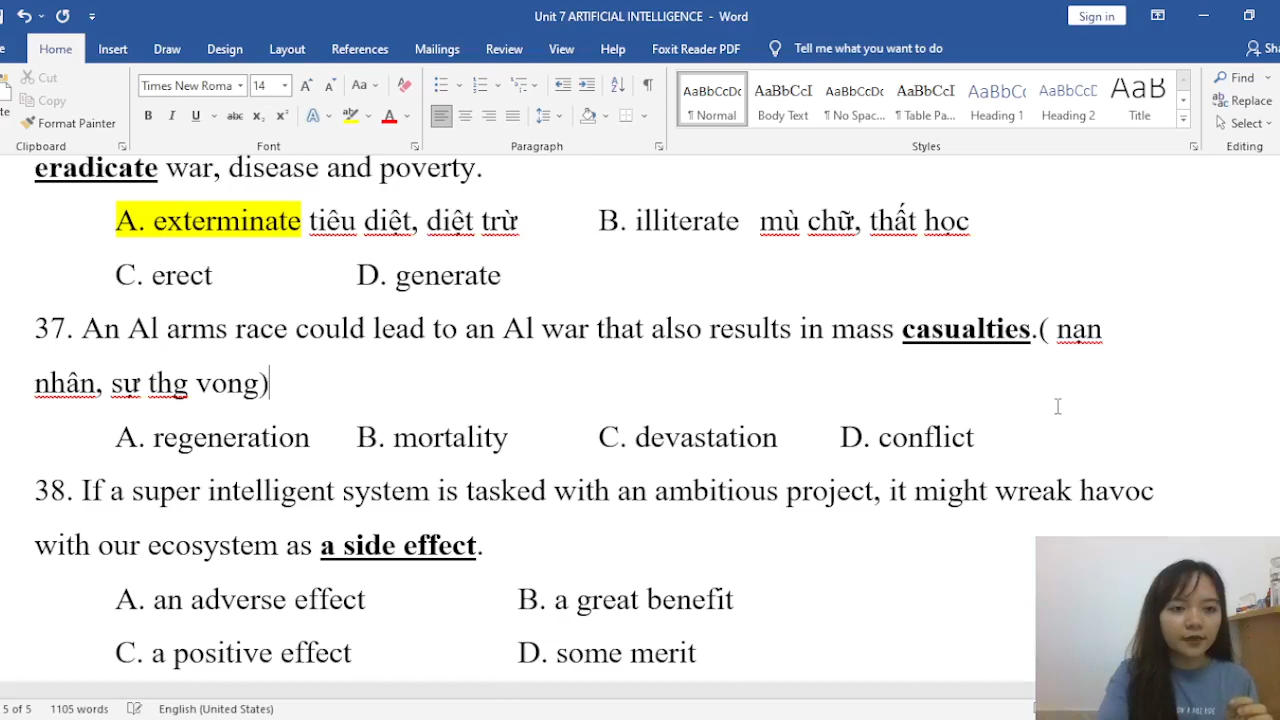 Unit 7 ARTIFICIAL INTELLIGENCE - Word
Sign in
Home Insert Draw Design Layout References Mailings Review View Help Foxit Reader PDF Tell me what you want to do
Cut
Copy
Format Painter
Clipboard
Times New Roma 14
Font
Paragraph
AaBbCcDc AaBbCcI AaBbCcDc AaBbCcI AaBbCc AaBbCcD AaB
¶ Normal Body Text ¶ No Spac... ¶ Table Pa... Heading 1 Heading 2 Title
Styles
Find
Replace
Select
Editing
eradicate war, disease and poverty.
A. exterminate tiêu diệt, diệt trừ B. illiterate mù chữ, thất học
C. erect D. generate
37. An Al arms race could lead to an Al war that also results in mass casualties.( nạn
nhân, sự thg vong)
A. regeneration B. mortality C. devastation D. conflict
38. If a super intelligent system is tasked with an ambitious project, it might wreak havoc
with our ecosystem as a side effect.
A. an adverse effect B. a great benefit
C. a positive effect D. some merit
5 of 5 1105 words English (United States)